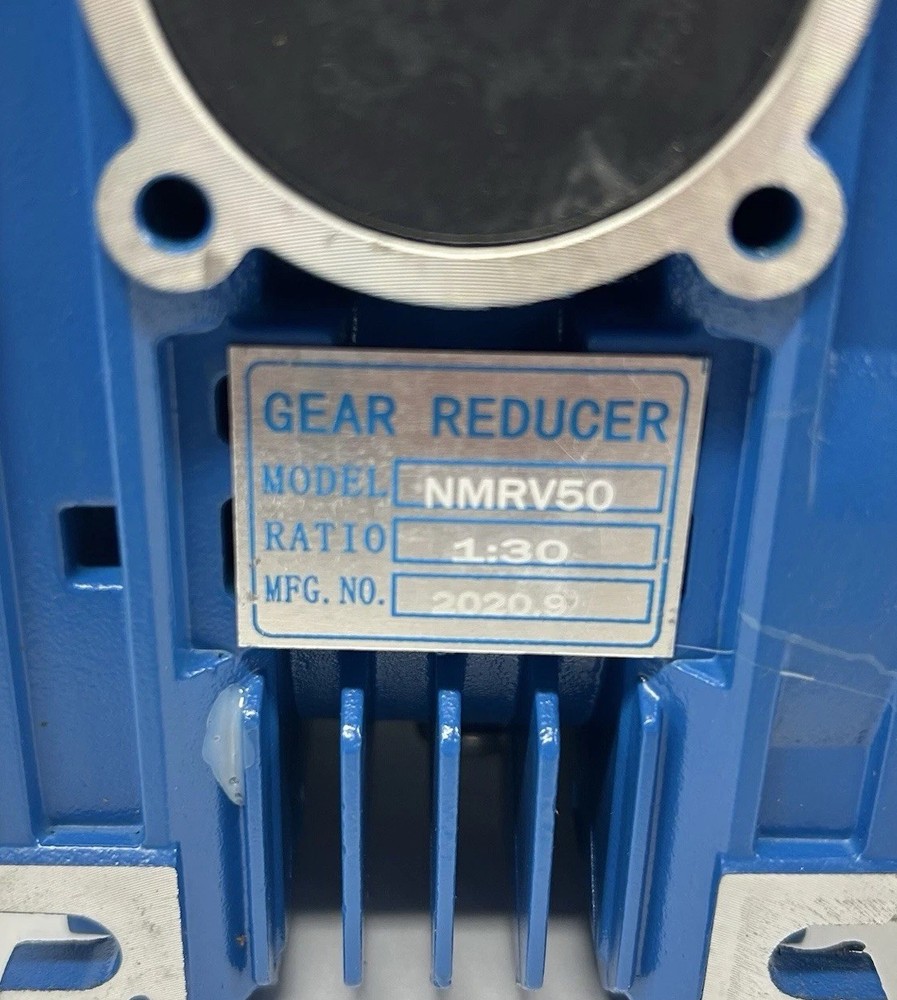 GEAR REDUCER
MODEL NMRV50
RATIO 1:30
MFG. NO. 2020.9